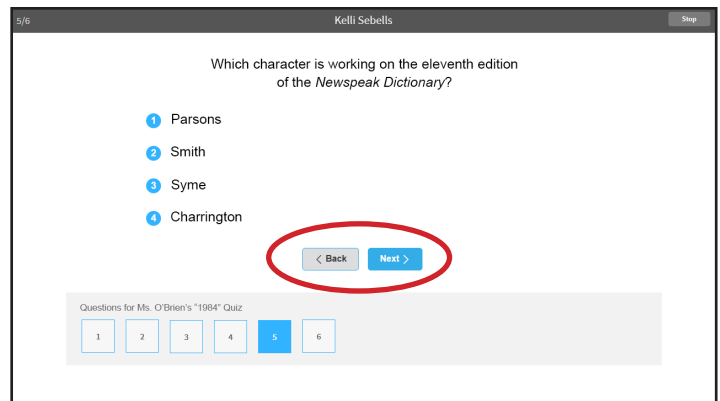 5/6 Kelli Sebells Stop
Which character is working on the eleventh edition
of the Newspeak Dictionary?
1 Parsons
2 Smith
3 Syme
4 Charrington
< Back Next >
Questions for Ms. O'Brien's "1984" Quiz
1 2 3 4 5 6